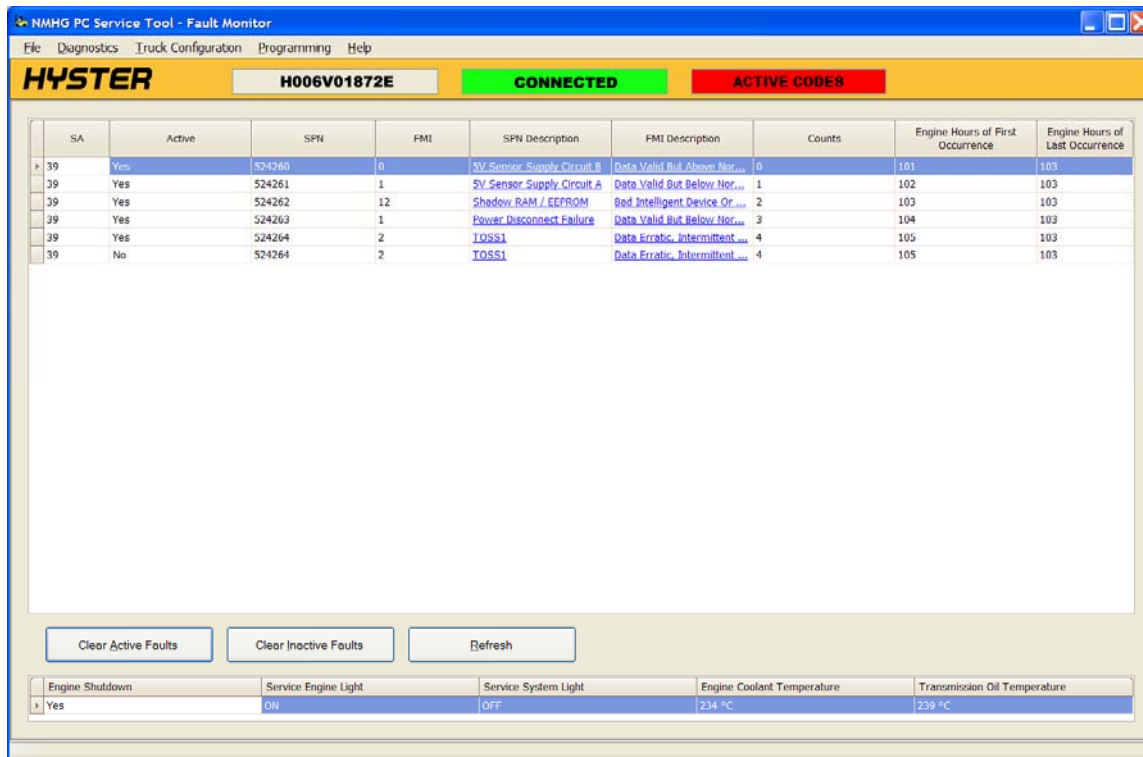 NMHG PC Service Tool - Fault Monitor
File Diagnostics Truck Configuration Programming Help
HYSTER H006V01872E CONNECTED ACTIVE CODES
SA Active SPN FMI SPN Description FMI Description Counts Engine Hours of First Occurrence Engine Hours of Last Occurrence
39 Yes 524260 0 5V Sensor Supply Circuit B Data Valid But Above Nor... 0 101 103
39 Yes 524261 1 5V Sensor Supply Circuit A Data Valid But Below Nor... 1 102 103
39 Yes 524262 12 Shadow RAM / EEPROM Bad Intelligent Device Or ... 2 103 103
39 Yes 524263 1 Power Disconnect Failure Data Valid But Below Nor... 3 104 103
39 Yes 524264 2 TOSS1 Data Erratic, Intermittent ... 4 105 103
39 No 524264 2 TOSS1 Data Erratic, Intermittent ... 4 105 103
Clear Active Faults Clear Inactive Faults Refresh
Engine Shutdown Service Engine Light Service System Light Engine Coolant Temperature Transmission Oil Temperature
Yes ON OFF 234 ºC 239 ºC